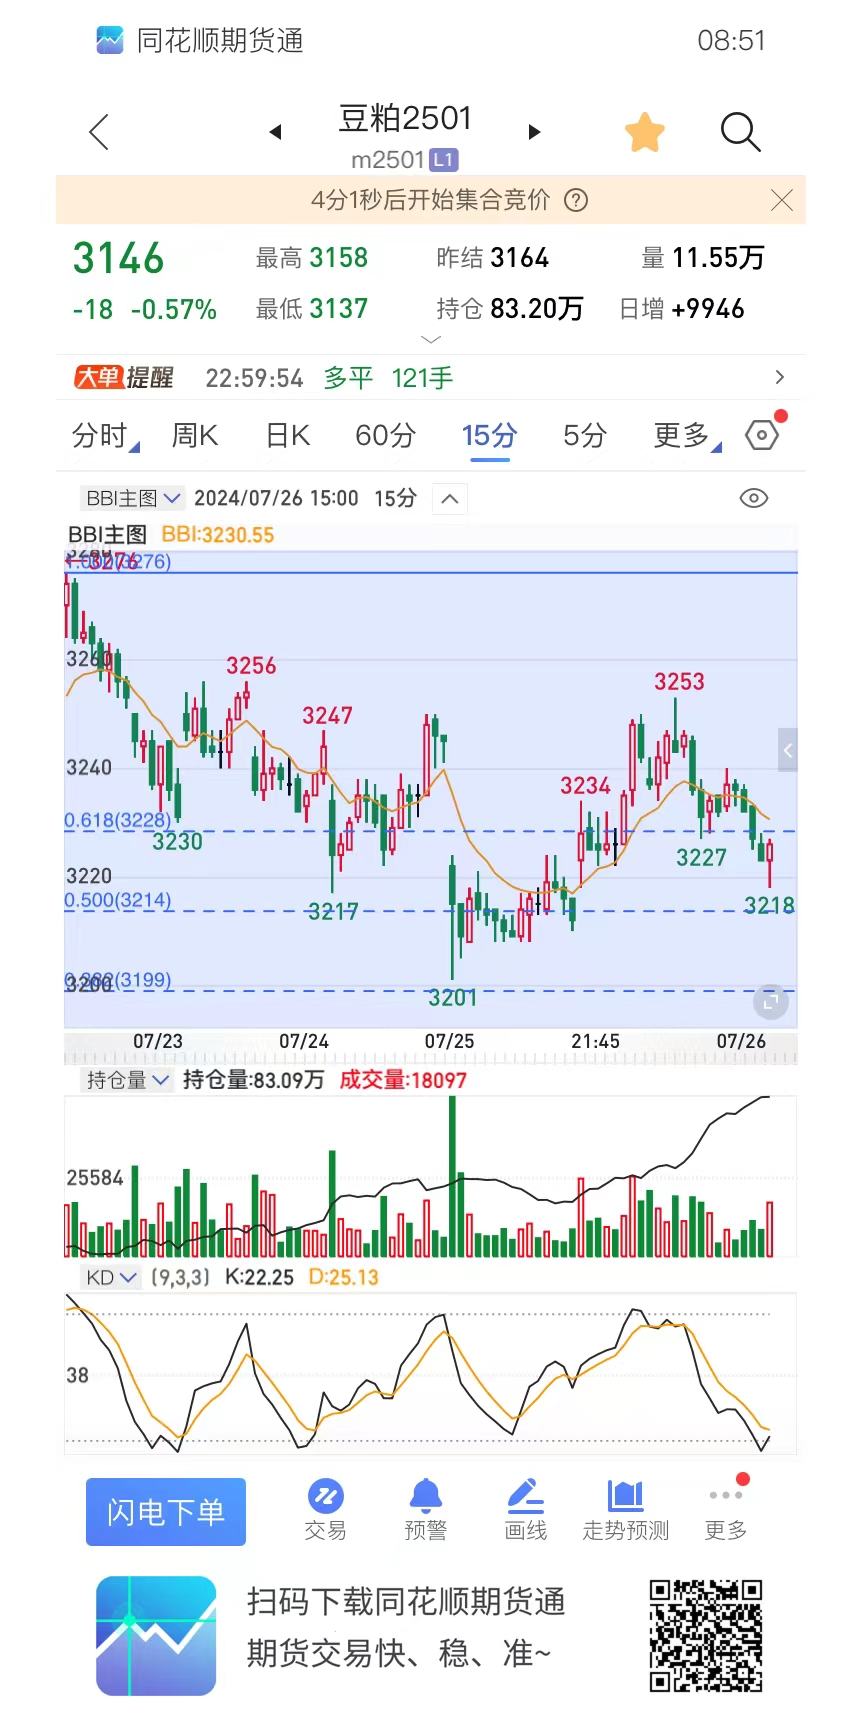 同花顺期货通 08:51
豆粕2501
m2501 L1
4分1秒后开始集合竞价 ?
3146 最高 3158 昨结 3164 量 11.55万
-18 -0.57% 最低 3137 持仓 83.20万 日增 +9946
大单提醒 22:59:54 多平 121手
分时 周K 日K 60分 15分 5分 更多
BBI主图 2024/07/26 15:00 15分
BBI主图 BBI:3230.55
3280
1.000(3276)
3276
3260
3256
3253
3247
3240
3234
0.618(3228)
3230
3227
3220
0.500(3214)
3217
3218
0.382(3199)
3200
3201
07/23 07/24 07/25 21:45 07/26
持仓量 持仓量:83.09万 成交量:18097
25584
KD (9,3,3) K:22.25 D:25.13
38
闪电下单 交易 预警 画线 走势预测 更多
扫码下载同花顺期货通
期货交易快、稳、准~